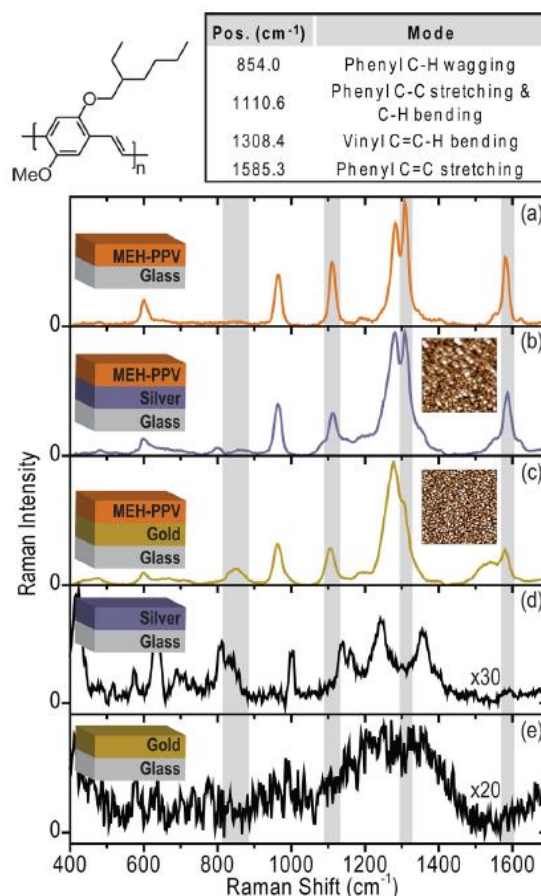 Pos. (cm⁻¹) Mode
854.0 Phenyl C-H wagging
1110.6 Phenyl C-C stretching &
C-H bending
1308.4 Vinyl C=C-H bending
1585.3 Phenyl C=C stretching
O
MeO
n
(a)
MEH-PPV
Glass
0
(b)
MEH-PPV
Silver
Glass
0
(c)
MEH-PPV
Gold
Glass
0
(d)
Silver
Glass
x30
0
(e)
Gold
Glass
x20
0
Raman Intensity
400 600 800 1000 1200 1400 1600
Raman Shift (cm⁻¹)